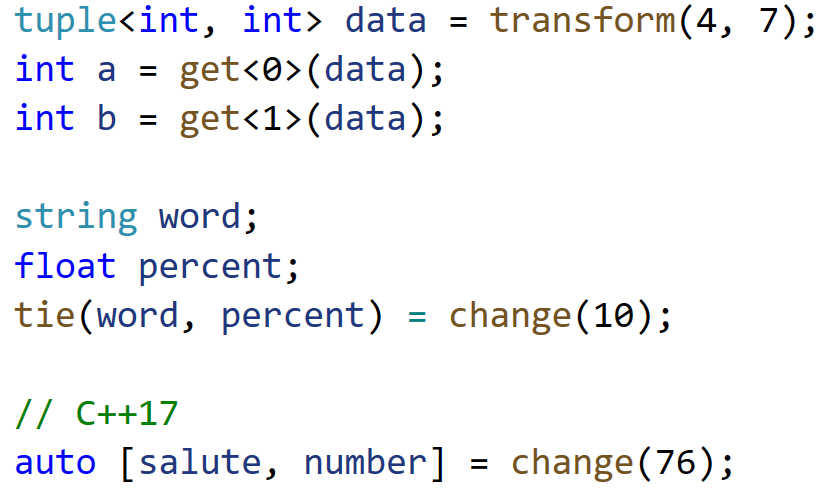 tuple<int, int> data = transform(4, 7);
int a = get<0>(data);
int b = get<1>(data);
string word;
float percent;
tie(word, percent) = change(10);
// C++17
auto [salute, number] = change(76);